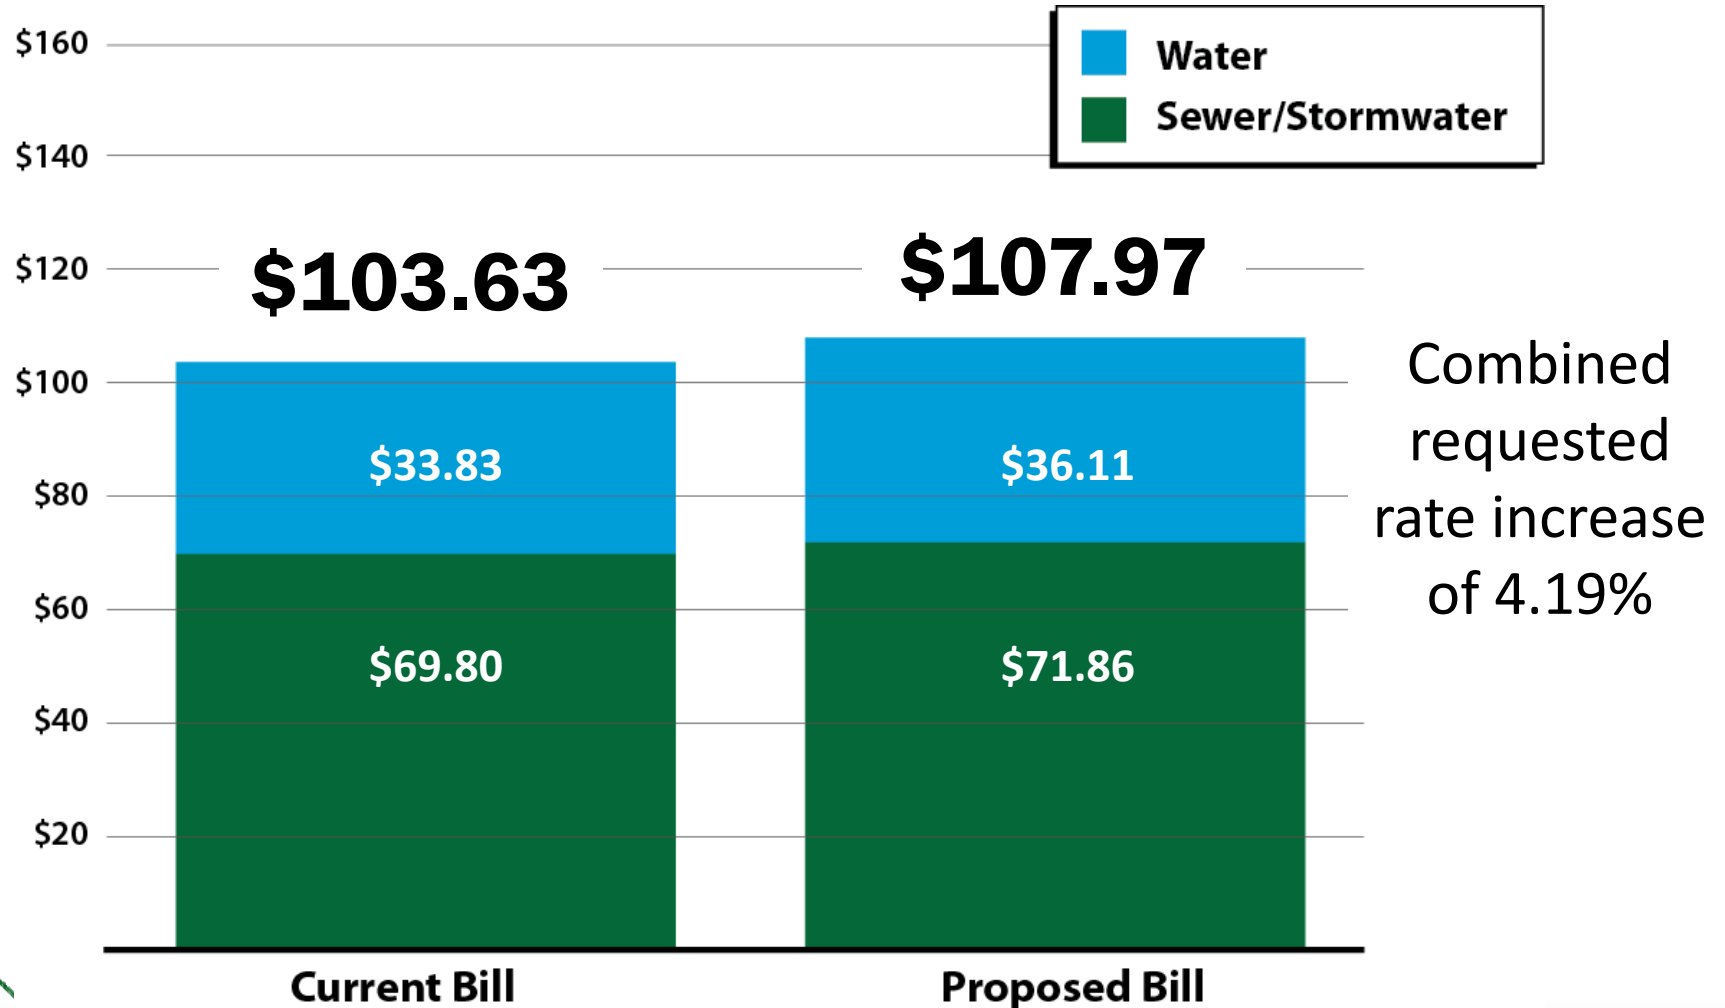 $160
Water
Sewer/Stormwater
$140
$120
$103.63
$107.97
$100
$80
$60
$40
$20
$33.83
$36.11
$69.80
$71.86
Combined
requested
rate increase
of 4.19%
Current Bill
Proposed Bill